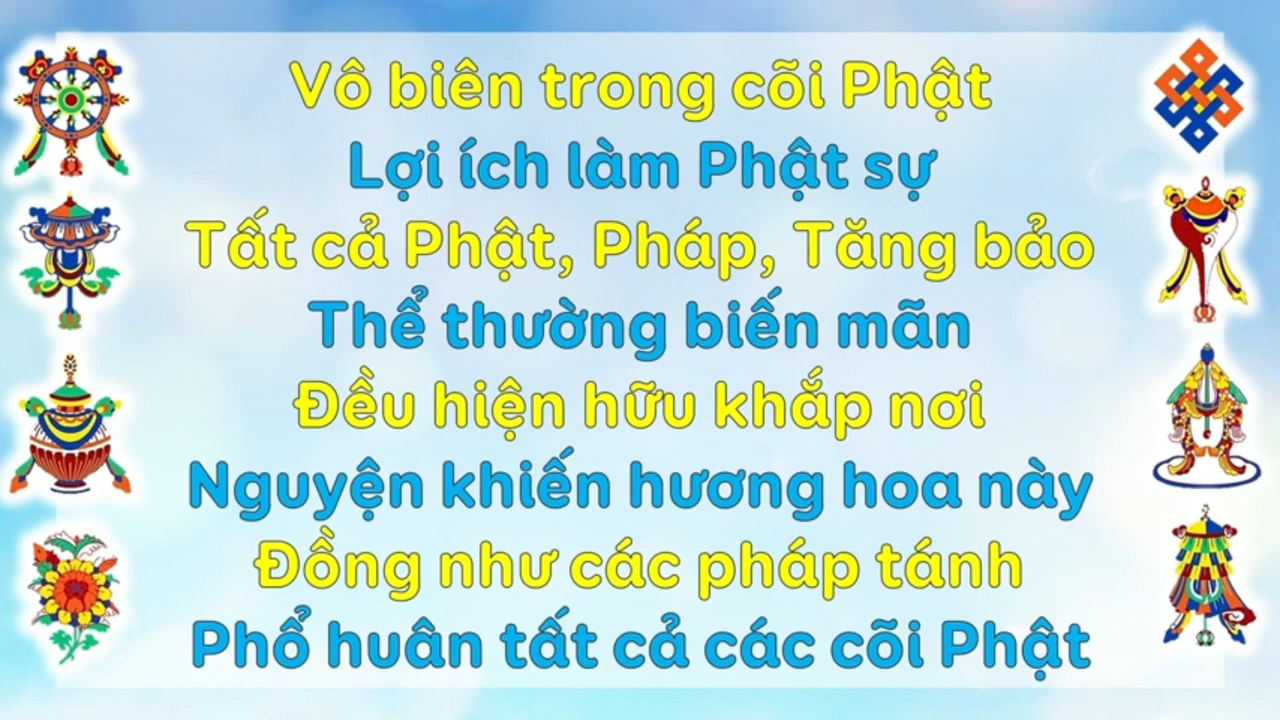 Vô biên trong cõi Phật
Lợi ích làm Phật sự
Tất cả Phật, Pháp, Tăng bảo
Thể thường biến mãn
Đều hiện hữu khắp nơi
Nguyện khiến hương hoa này
Đồng như các pháp tánh
Phổ huân tất cả các cõi Phật